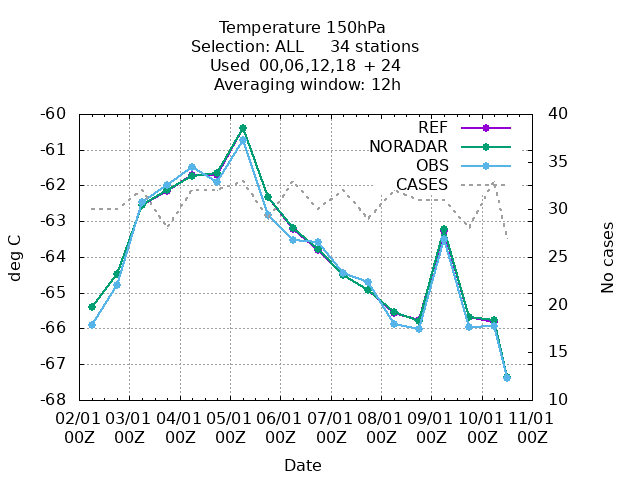 Temperature 150hPa
Selection: ALL 34 stations
Used 00,06,12,18 + 24
Averaging window: 12h
-60
-61
-62
-63
-64
-65
-66
-67
-68
deg C
REF
NORADAR
OBS
CASES
40
35
30
25
20
15
10
No cases
02/01 03/01 04/01 05/01 06/01 07/01 08/01 09/01 10/01 11/01
00Z 00Z 00Z 00Z 00Z 00Z 00Z 00Z 00Z 00Z
Date